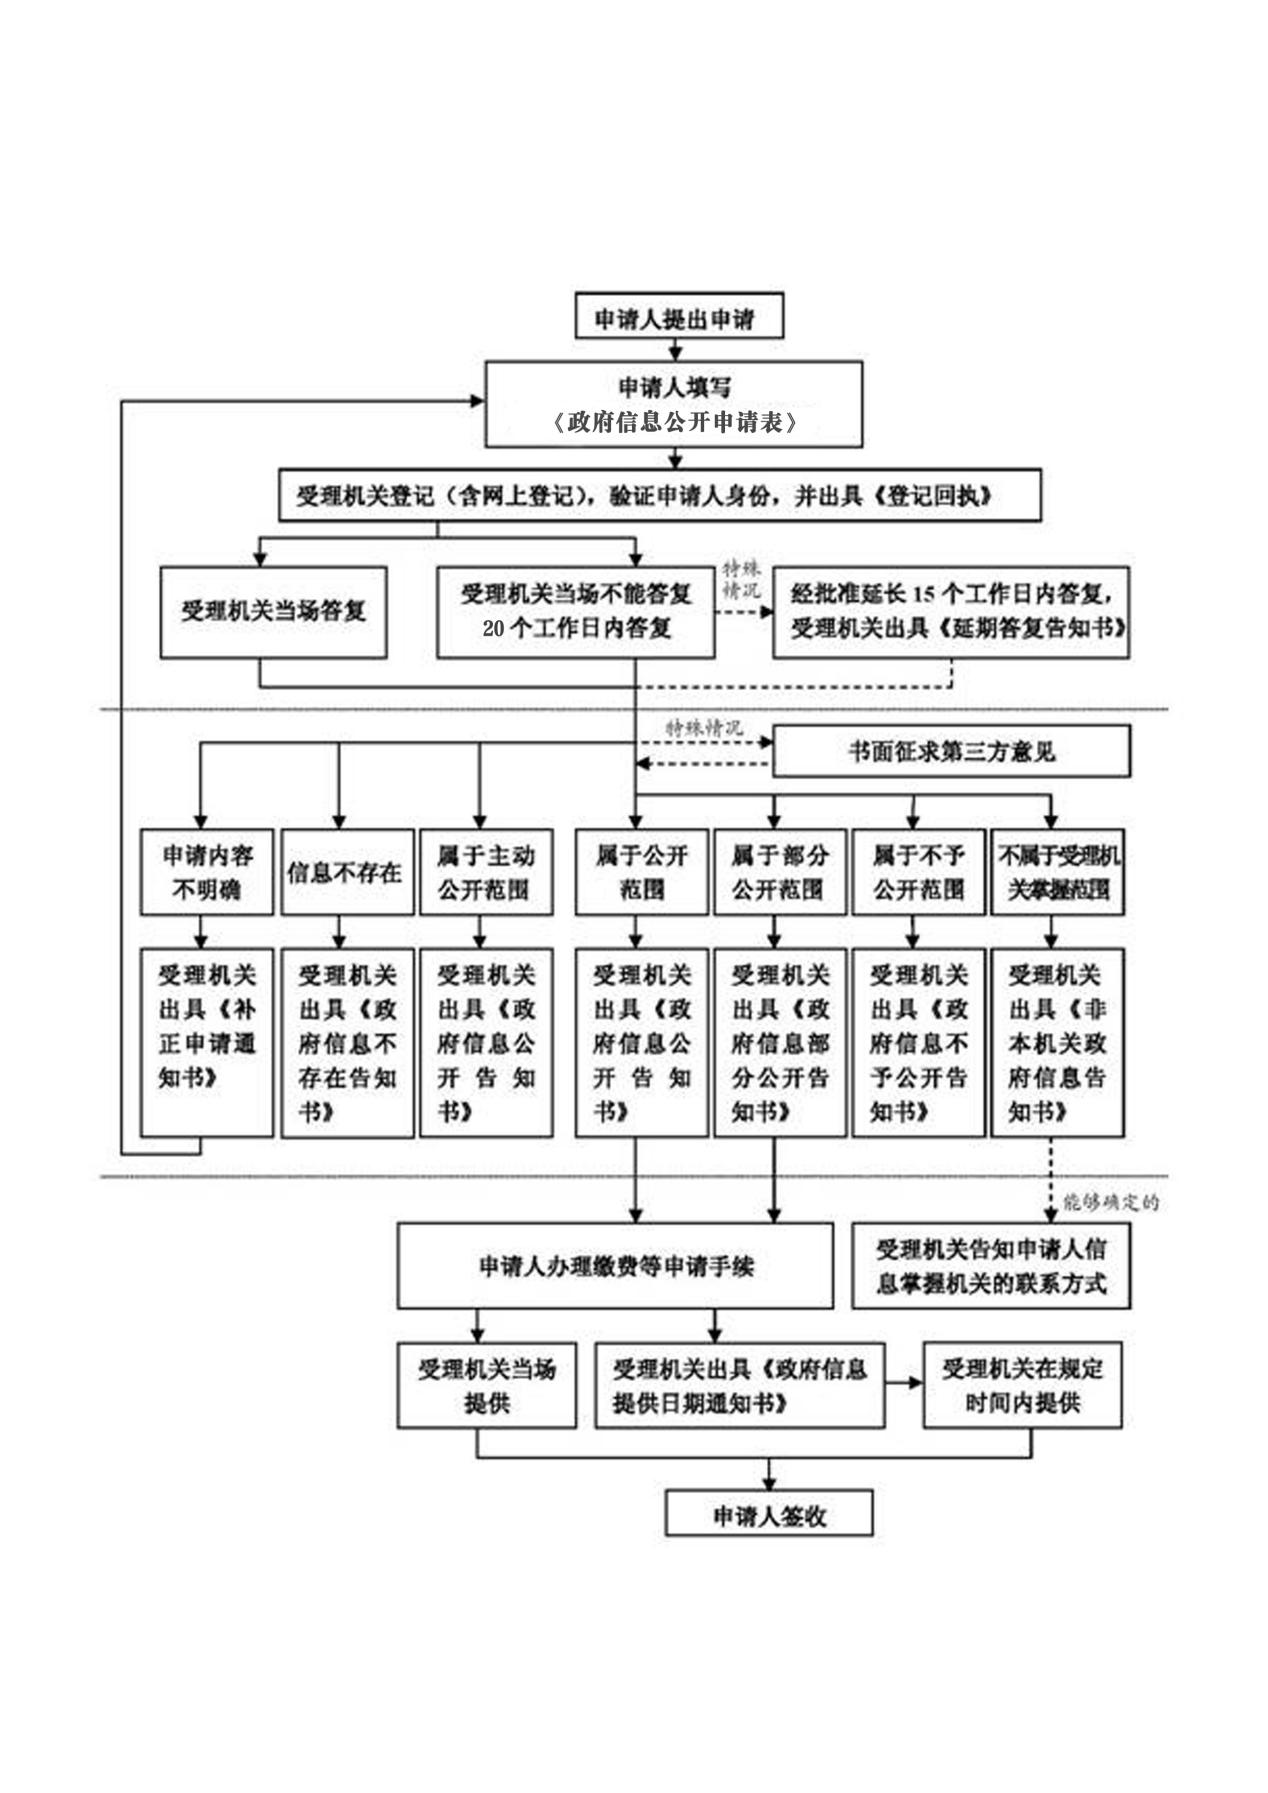 申请人提出申请
申请人填写
《政府信息公开申请表》
受理机关登记（含网上登记），验证申请人身份，并出具《登记回执》
受理机关当场答复
受理机关当场不能答复
20 个工作日内答复
特殊
情况
经批准延长 15 个工作日内答复，
受理机关出具《延期答复告知书》
特殊情况
书面征求第三方意见
申请内容
不明确
信息不存在
属于主动
公开范围
属于公开
范围
属于部分
公开范围
属于不予
公开范围
不属于受理机
关掌握范围
受理机关
出具《补
正申请通
知书》
受理机关
出具《政
府信息不
存在告知
书》
受理机关
出具《政
府信息公
开告知
书》
受理机关
出具《政
府信息公
开告知
书》
受理机关
出具《政
府信息部
分公开告
知书》
受理机关
出具《政
府信息不
予公开告
知书》
受理机关
出具《非
本机关政
府信息告
知书》
能够确定的
申请人办理缴费等申请手续
受理机关告知申请人信
息掌握机关的联系方式
受理机关当场
提供
受理机关出具《政府信息
提供日期通知书》
受理机关在规定
时间内提供
申请人签收